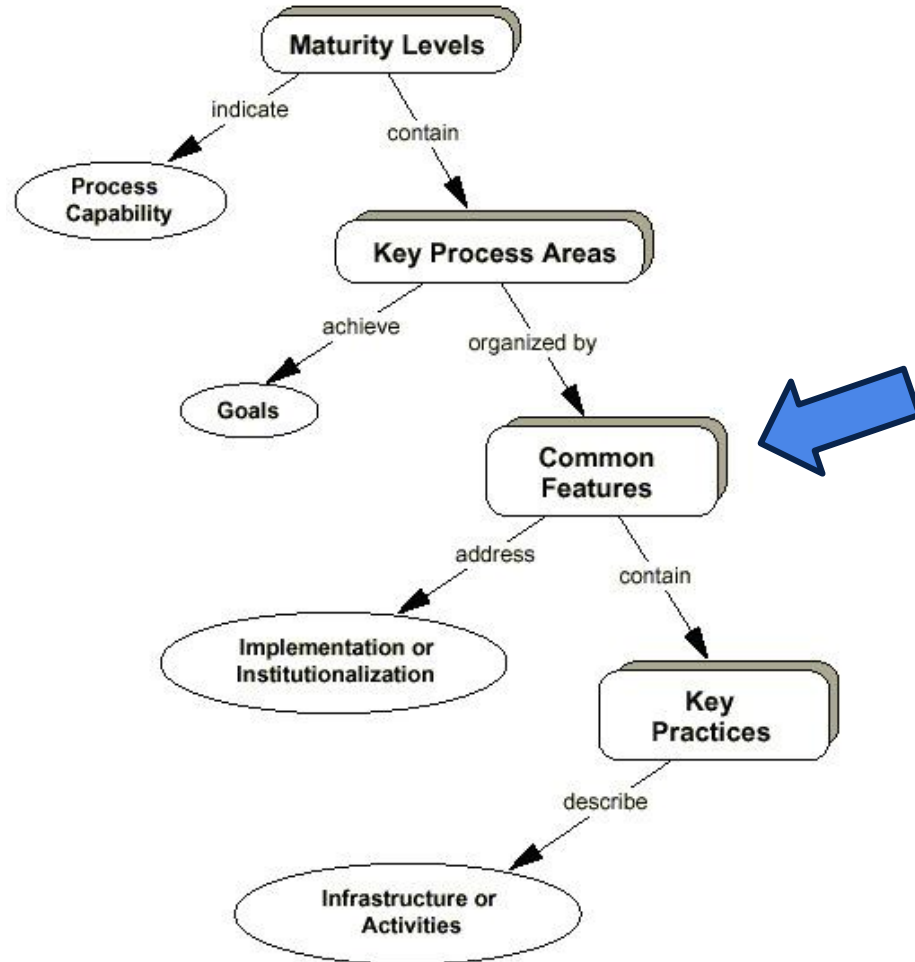 Maturity Levels
indicate
contain
Process
Capability
Key Process Areas
achieve
organized by
Goals
Common
Features
address
contain
Implementation or
Institutionalization
Key
Practices
describe
Infrastructure or
Activities